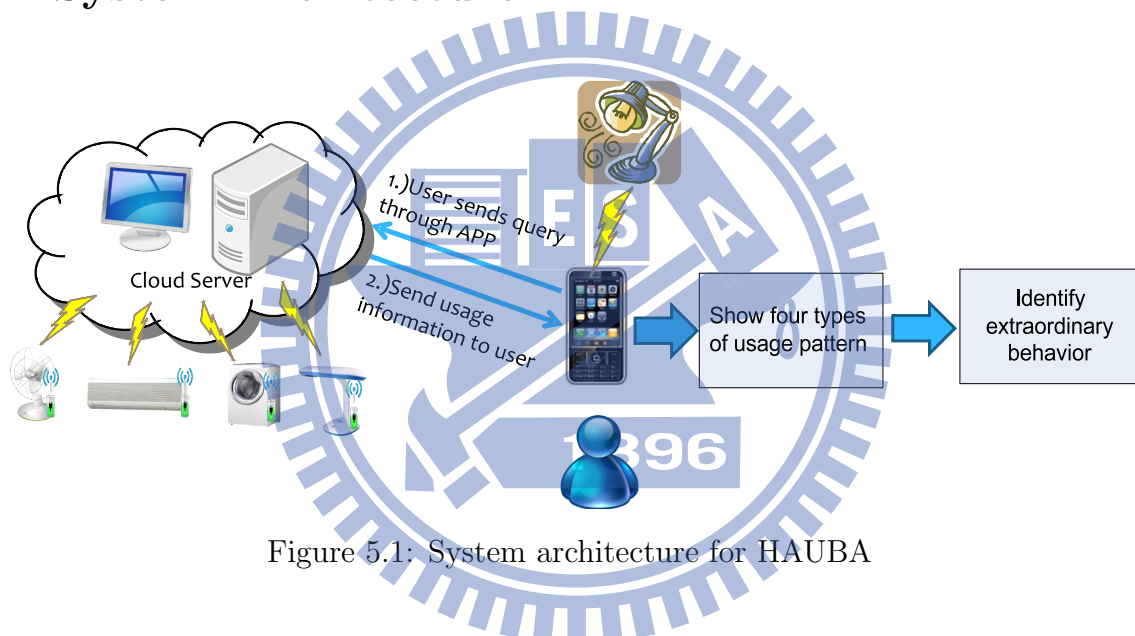 1.)User sends query
through APP
2.)Send usage
information to user
Cloud Server
Show four types
of usage pattern
Identify
extraordinary
behavior
E S A
1896
Figure 5.1: System architecture for HAUBA